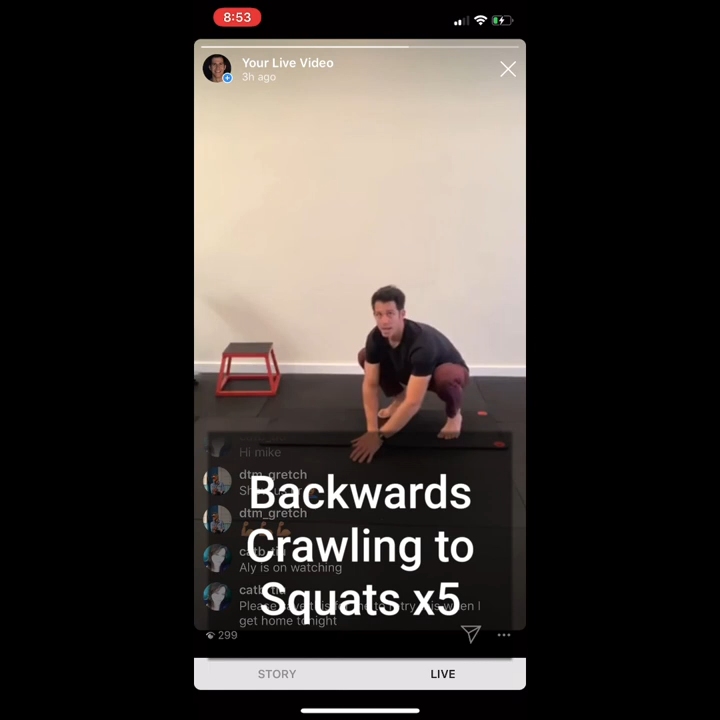 8:53
Your Live Video
3h ago
Hi mike
dtm_gretch
dtm_gretch
Aly is on watching
get home tonight
Backwards
Crawling to
Squats x5
299
STORY
LIVE